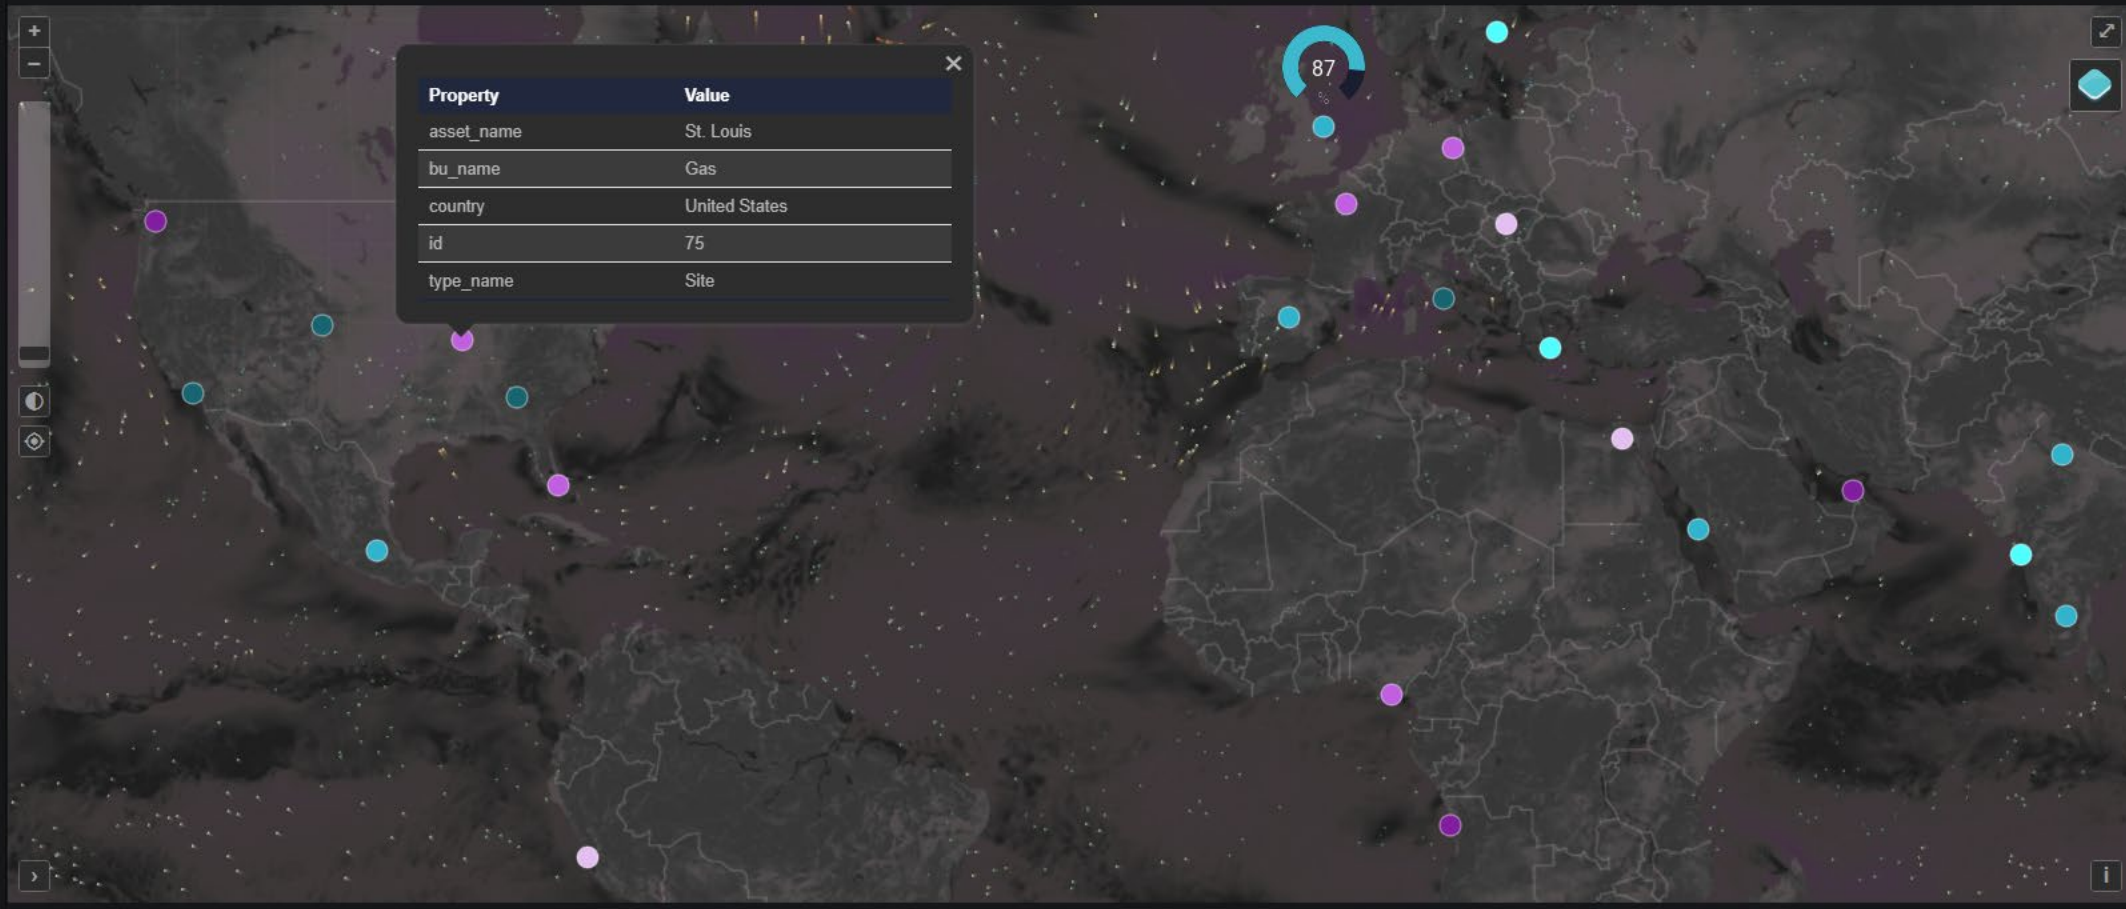 +
−
87
%
Property Value
asset_name St. Louis
bu_name Gas
country United States
id 75
type_name Site
i